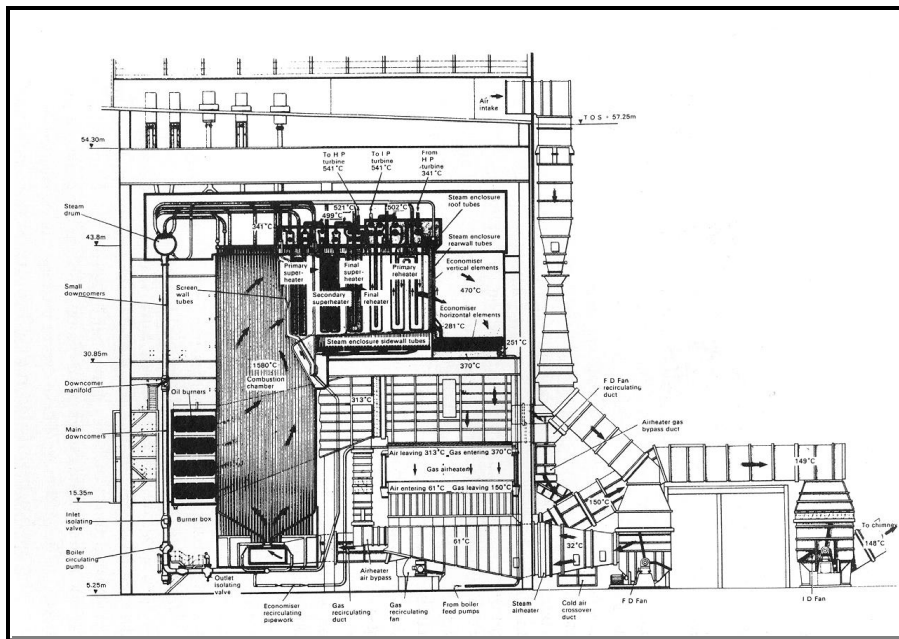 Air
intake
T O S - 57.25m
54.30m
To H P
turbine
541°C
To I P
turbine
541°C
From
H P
turbine
341°C
Steam
drum
43.8m
341°C
499°C
521°C
502°C
Steam enclosure
roof tubes
Steam enclosure
rearwall tubes
Economiser
vertical elements
470°C
Primary
super-
heater
Final
super-
heater
Primary
reheater
Small
downcomers
Screen
wall
tubes
Secondary
superheater
Final
reheater
Economiser
horizontal elements
281°C
251°C
Steam enclosure sidewall tubes
30.85m
1580°C
Combustion
chamber
370°C
Downcomer
manifold
Oil burners
313°C
F D Fan
recirculating
duct
Airheater gas
bypass duct
Main
downcomers
Air leaving 313°C Gas entering 370°C
Gas airheater
Air entering 61°C Gas leaving 150°C
149°C
150°C
15.35m
Inlet
isolating
valve
Burner box
To chimney
148°C
61°C
32°C
Boiler
circulating
pump
Airheater
air bypass
Outlet
isolating
valve
5.25m
Economiser
recirculating
pipework
Gas
recirculating
duct
Gas
recirculating
fan
From boiler
feed pumps
Steam
airheater
Cold air
crossover
duct
F D Fan
I D Fan